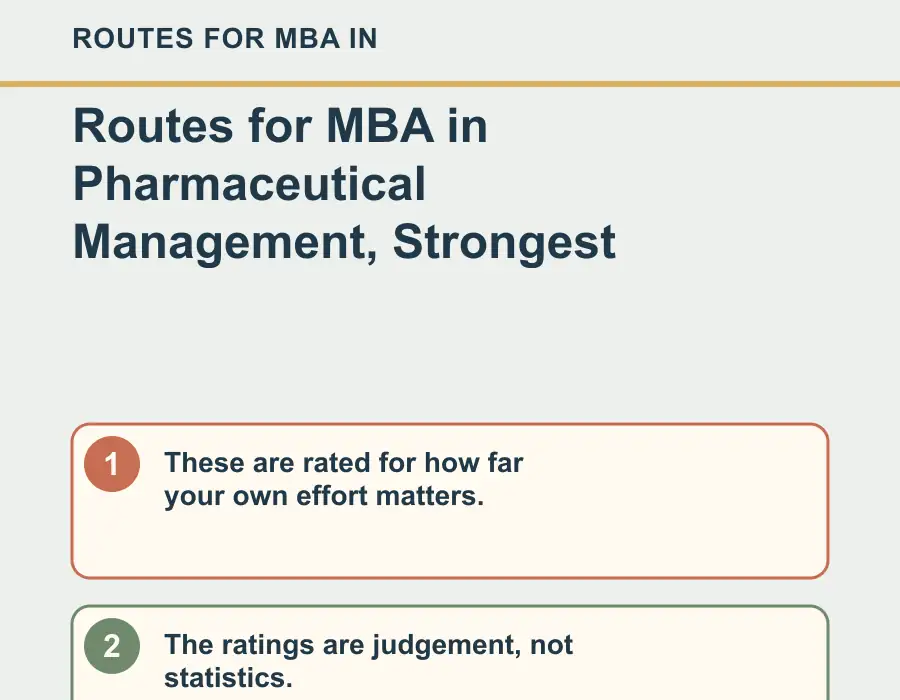 ROUTES FOR MBA IN
Routes for MBA in
Pharmaceutical
Management, Strongest
1
These are rated for how far
your own effort matters.
2
The ratings are judgement, not
statistics.